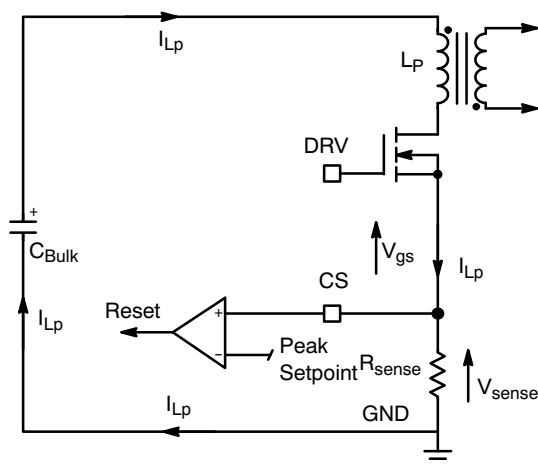 I_Lp
L_P
DRV
+
C_Bulk
V_gs
I_Lp
CS
Reset
+
I_Lp
−
Peak
Setpoint
R_sense
V_sense
I_Lp
GND